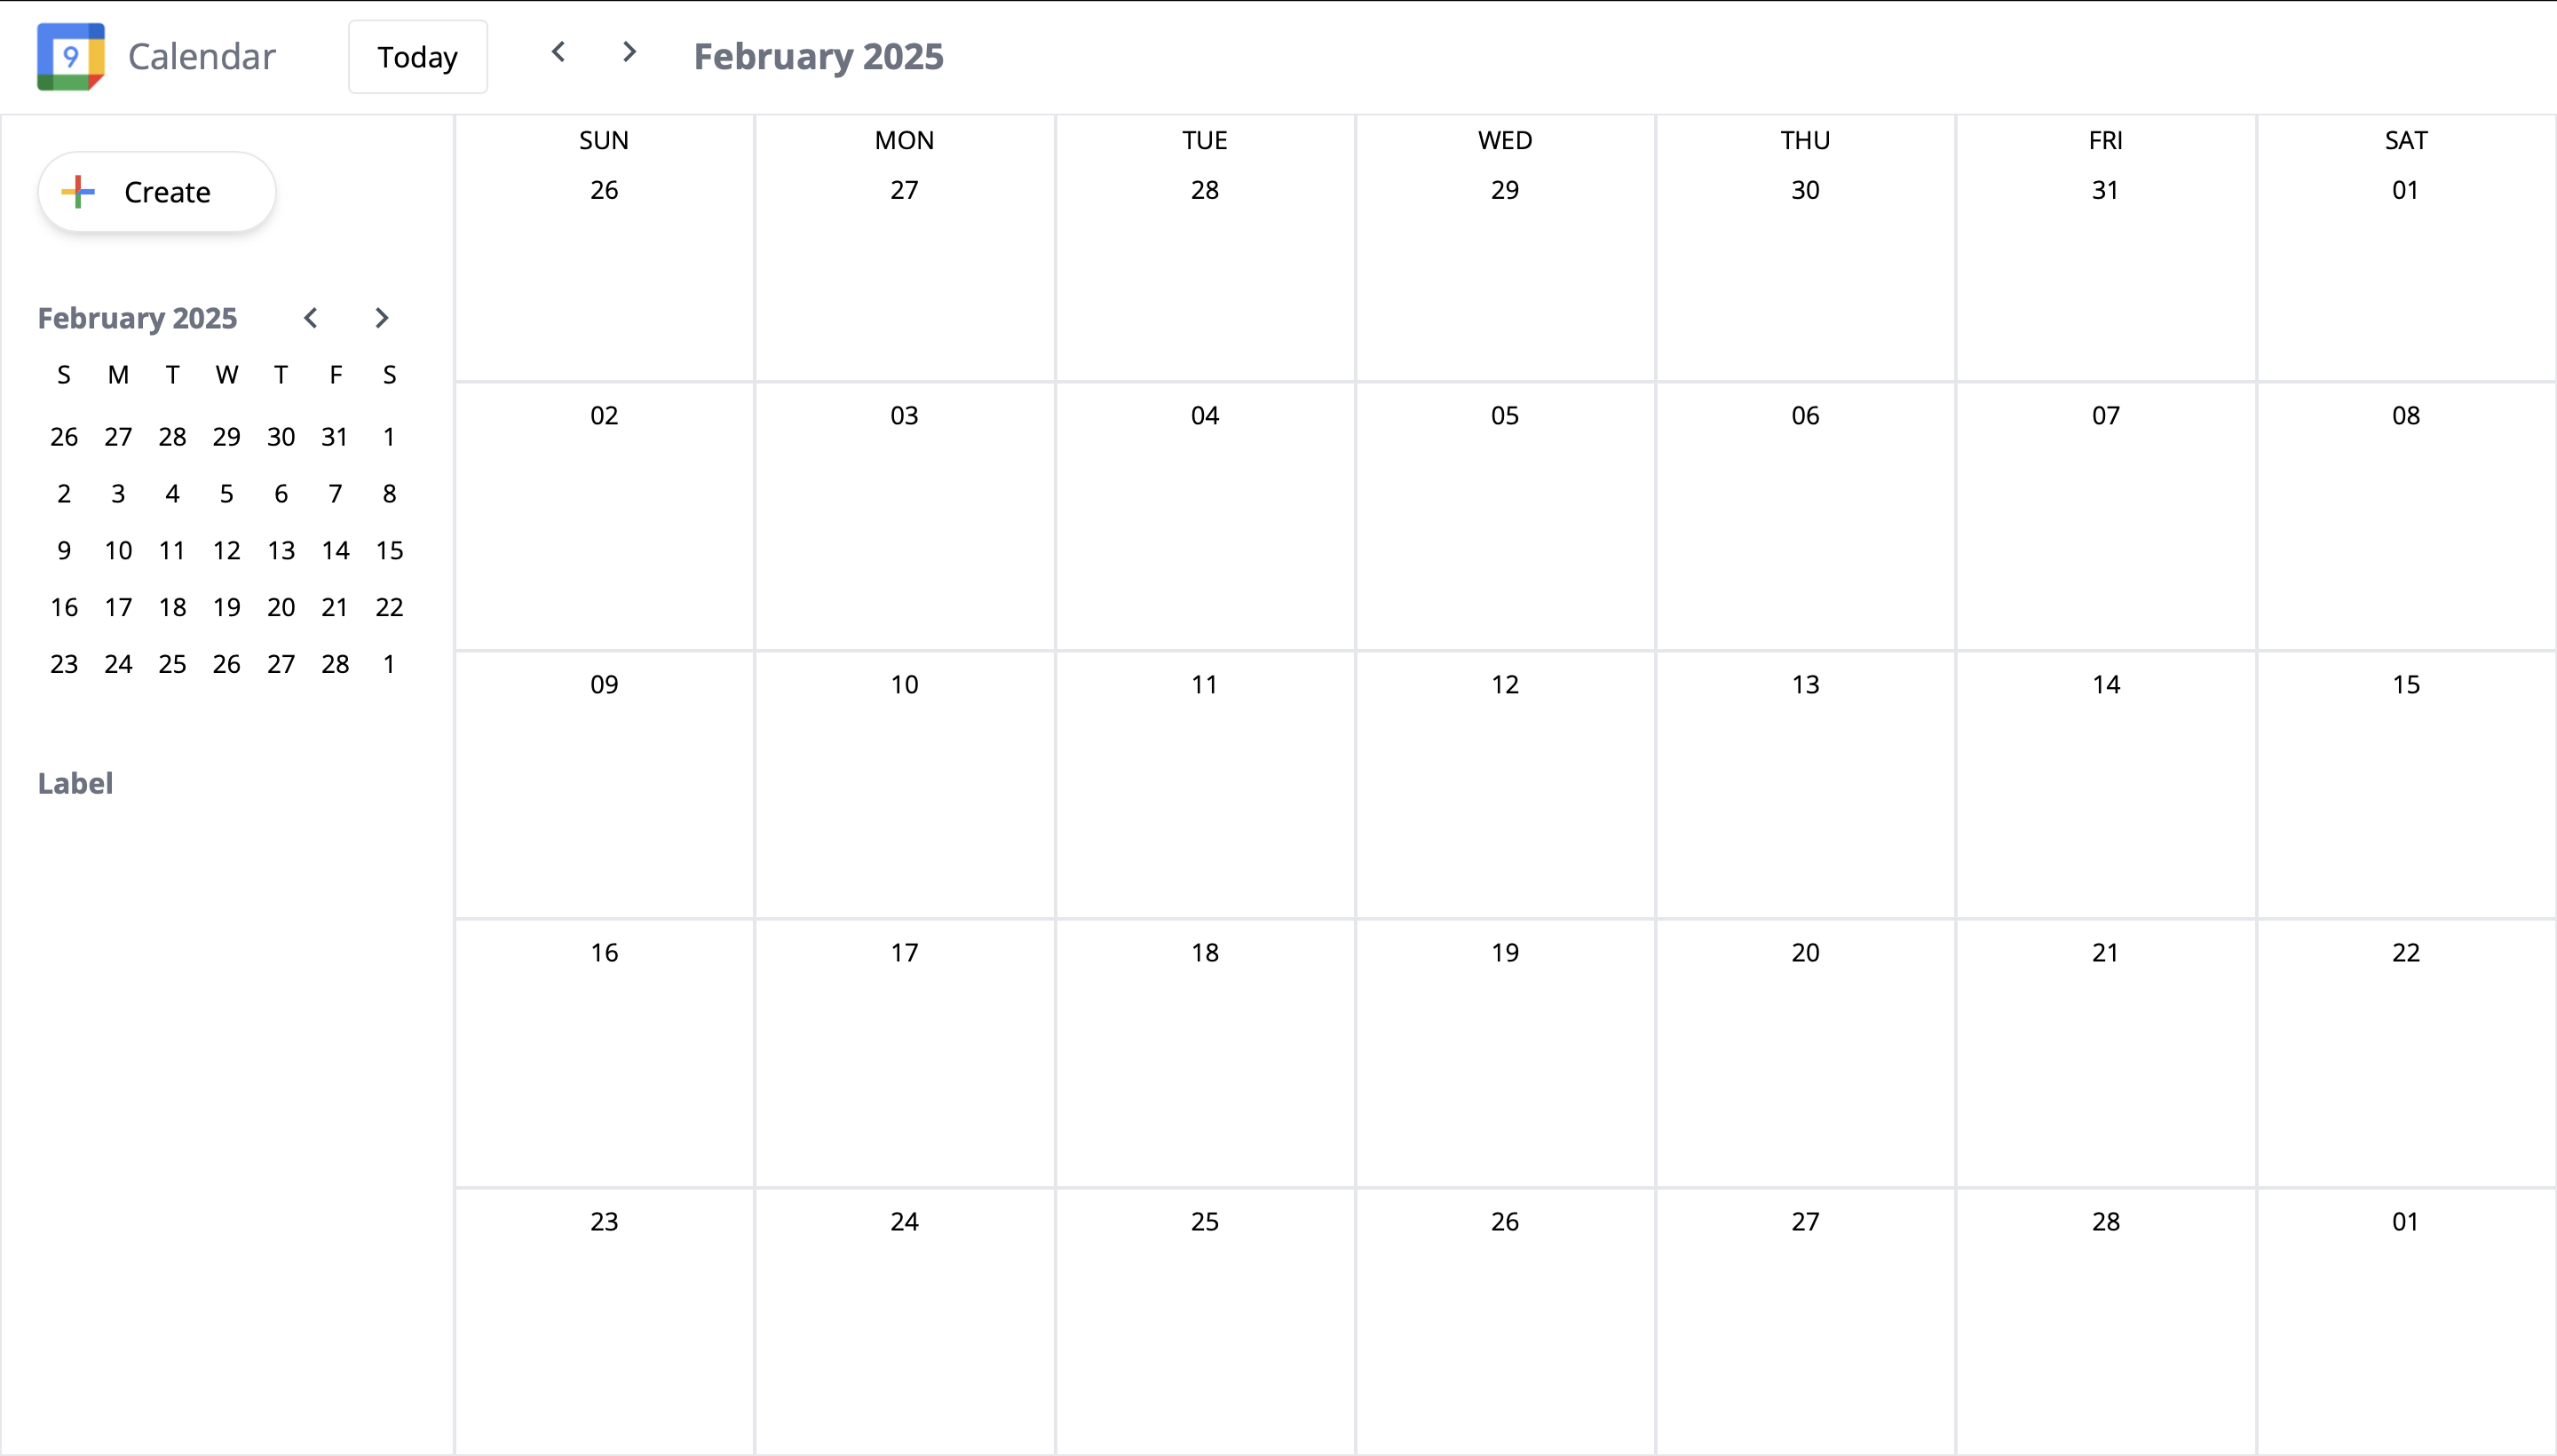 9 Calendar Today February 2025
Create
February 2025
S M T W T F S
26 27 28 29 30 31 1
2 3 4 5 6 7 8
9 10 11 12 13 14 15
16 17 18 19 20 21 22
23 24 25 26 27 28 1
Label
SUN MON TUE WED THU FRI SAT
26 27 28 29 30 31 01
02 03 04 05 06 07 08
09 10 11 12 13 14 15
16 17 18 19 20 21 22
23 24 25 26 27 28 01